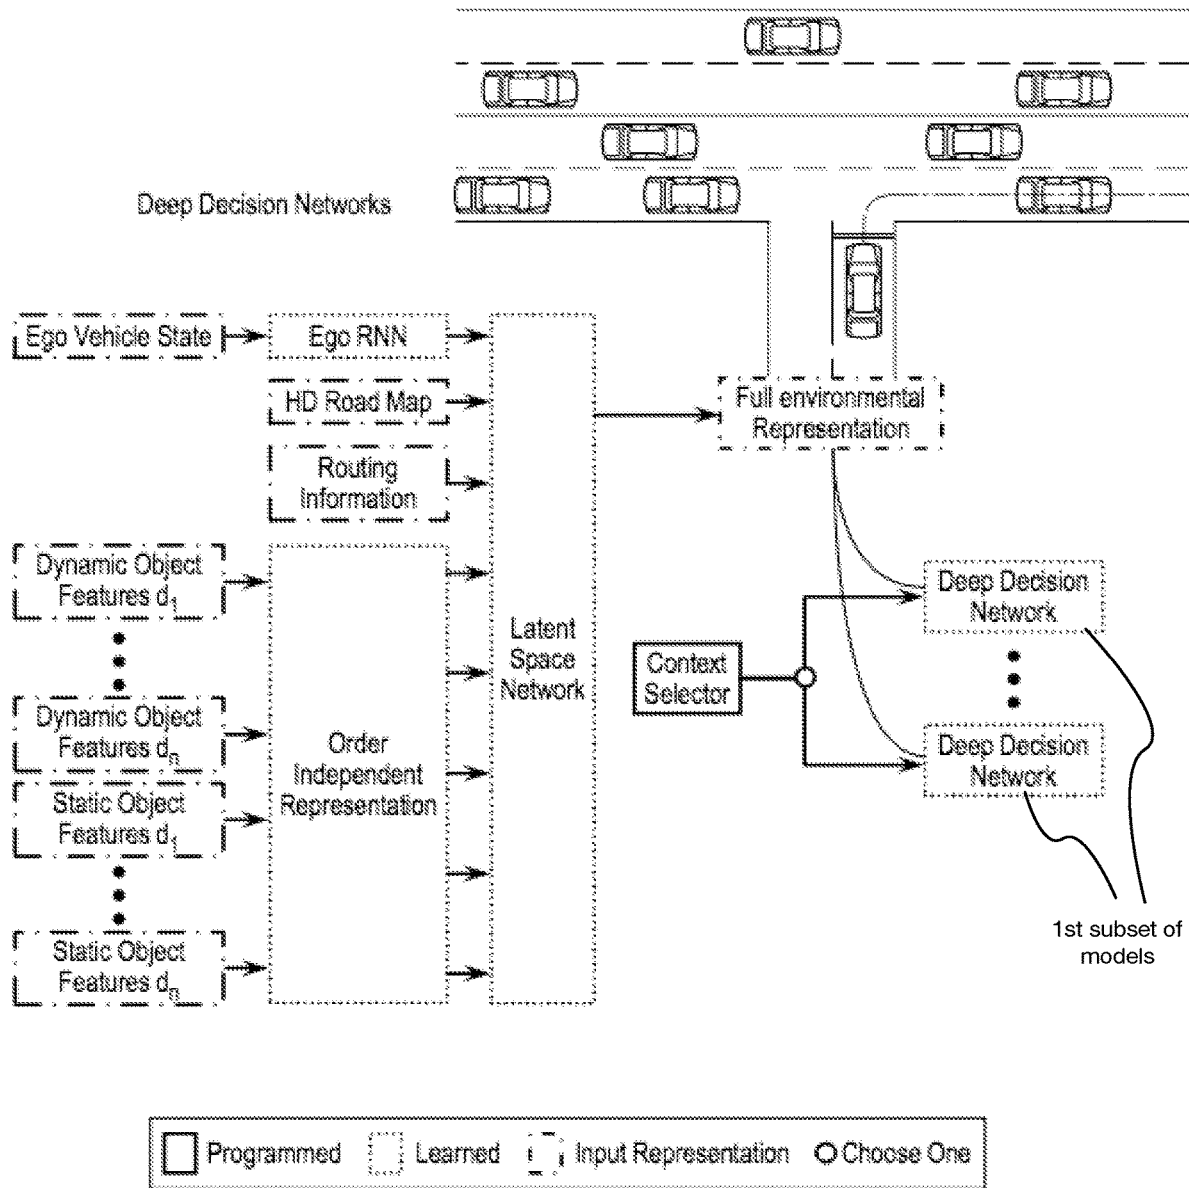 Deep Decision Networks
Ego Vehicle State
Ego RNN
HD Road Map
Full environmental
Representation
Routing
Information
Dynamic Object
Features d1
Dynamic Object
Features dn
Static Object
Features d1
Static Object
Features dn
Order
Independent
Representation
Latent
Space
Network
Context
Selector
Deep Decision
Network
Deep Decision
Network
1st subset of
models
Programmed
Learned
Input Representation
Choose One